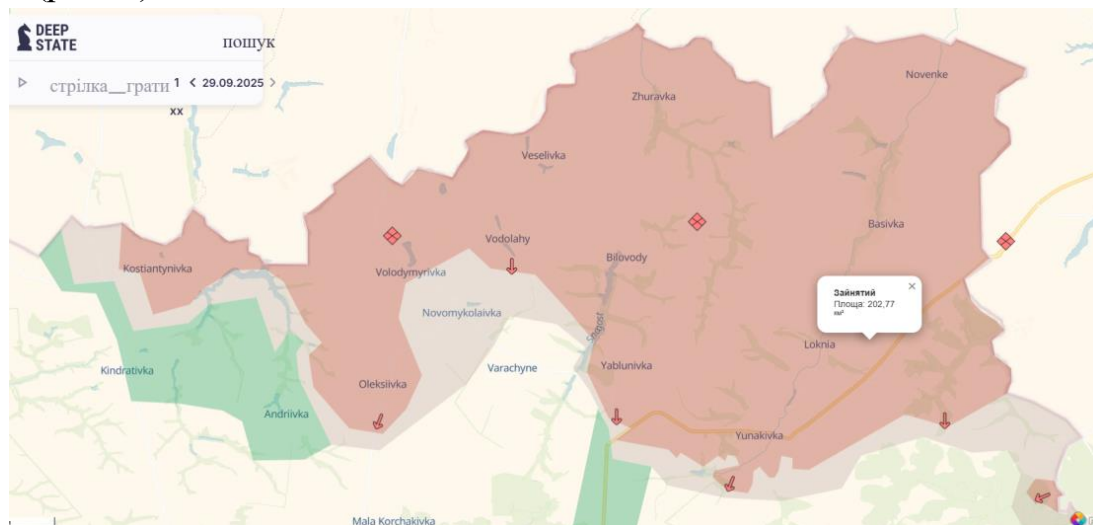 DEEP
STATE
пошук
стрілка__грати 1 < 29.09.2025 >
xx
Novenke
Zhuravka
Veselivka
Basivka
Vodolahy
Bilovody
Kostiantynivka
Volodymyrivka
Зайнятий
Площа: 202,77
км²
Novomykolaivka
Loknia
Kindrativka
Varachyne
Yablunivka
Oleksiivka
Andriivka
Yunakivka
Mala Korchakivka